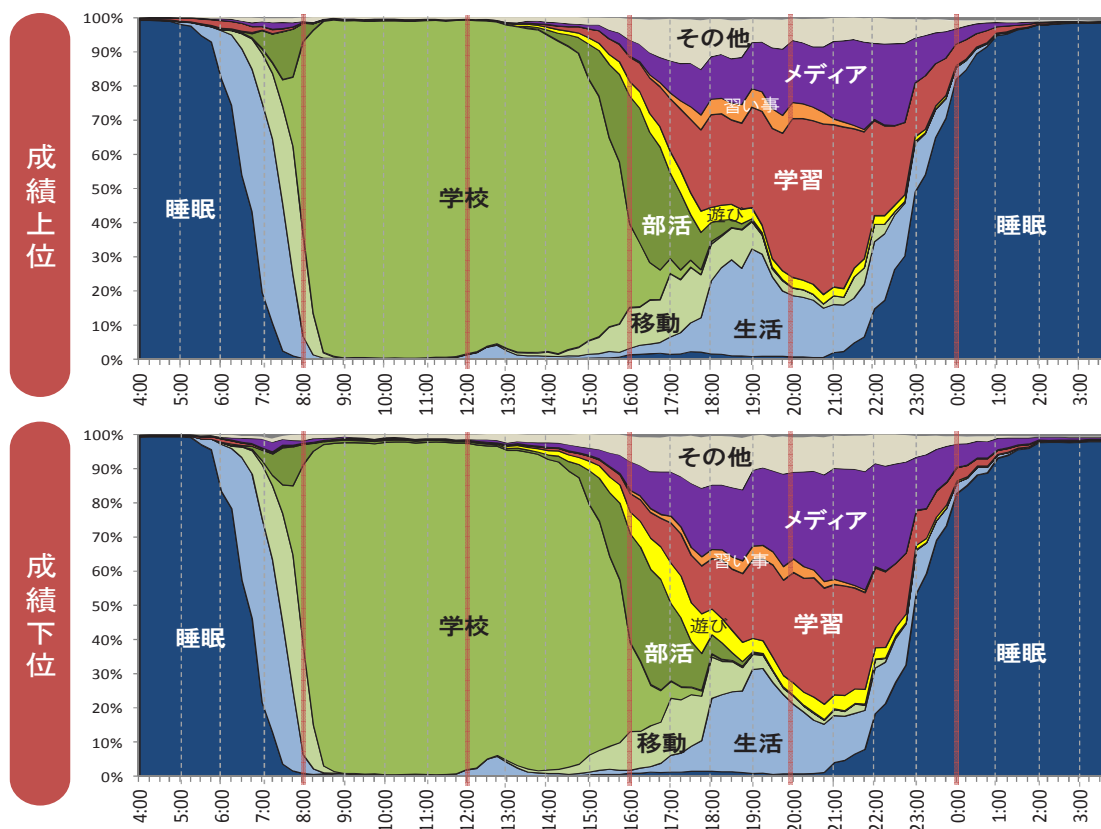 成績上位
100%
90%
80%
70%
60%
50%
40%
30%
20%
10%
0%
その他
メディア
習い事
学習
学校
睡眠
部活
遊び
移動
生活
睡眠
4:00
5:00
6:00
7:00
8:00
9:00
10:00
11:00
12:00
13:00
14:00
15:00
16:00
17:00
18:00
19:00
20:00
21:00
22:00
23:00
0:00
1:00
2:00
3:00
成績下位
100%
90%
80%
70%
60%
50%
40%
30%
20%
10%
0%
その他
メディア
習い事
学習
学校
睡眠
遊び
部活
移動
生活
睡眠
4:00
5:00
6:00
7:00
8:00
9:00
10:00
11:00
12:00
13:00
14:00
15:00
16:00
17:00
18:00
19:00
20:00
21:00
22:00
23:00
0:00
1:00
2:00
3:00